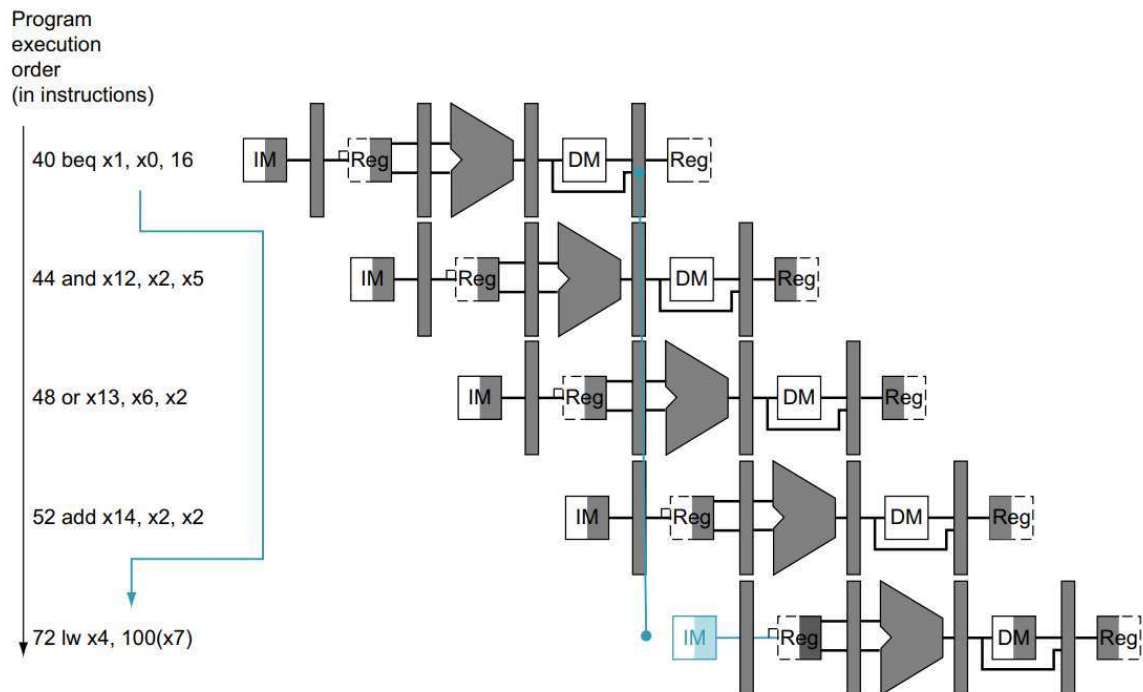 Program
execution
order
(in instructions)
40 beq x1, x0, 16
IM Reg DM Reg
44 and x12, x2, x5
IM Reg DM Reg
48 or x13, x6, x2
IM Reg DM Reg
52 add x14, x2, x2
IM Reg DM Reg
72 lw x4, 100(x7)
IM Reg DM Reg